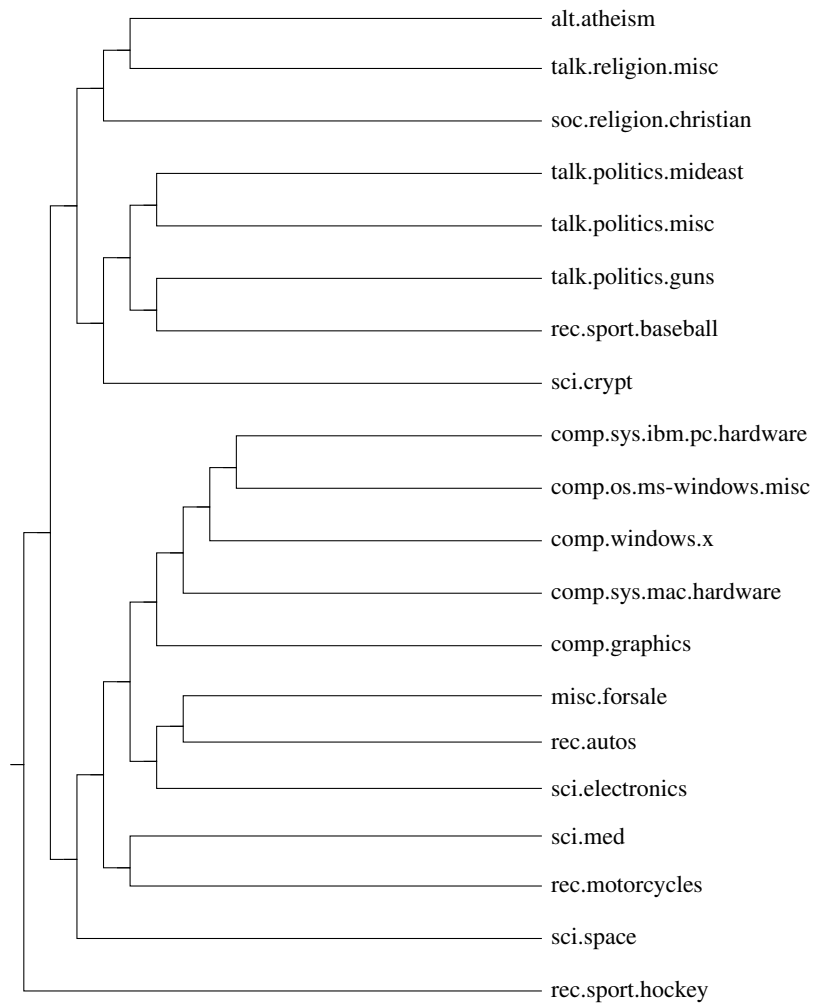 alt.atheism
talk.religion.misc
soc.religion.christian
talk.politics.mideast
talk.politics.misc
talk.politics.guns
rec.sport.baseball
sci.crypt
comp.sys.ibm.pc.hardware
comp.os.ms-windows.misc
comp.windows.x
comp.sys.mac.hardware
comp.graphics
misc.forsale
rec.autos
sci.electronics
sci.med
rec.motorcycles
sci.space
rec.sport.hockey